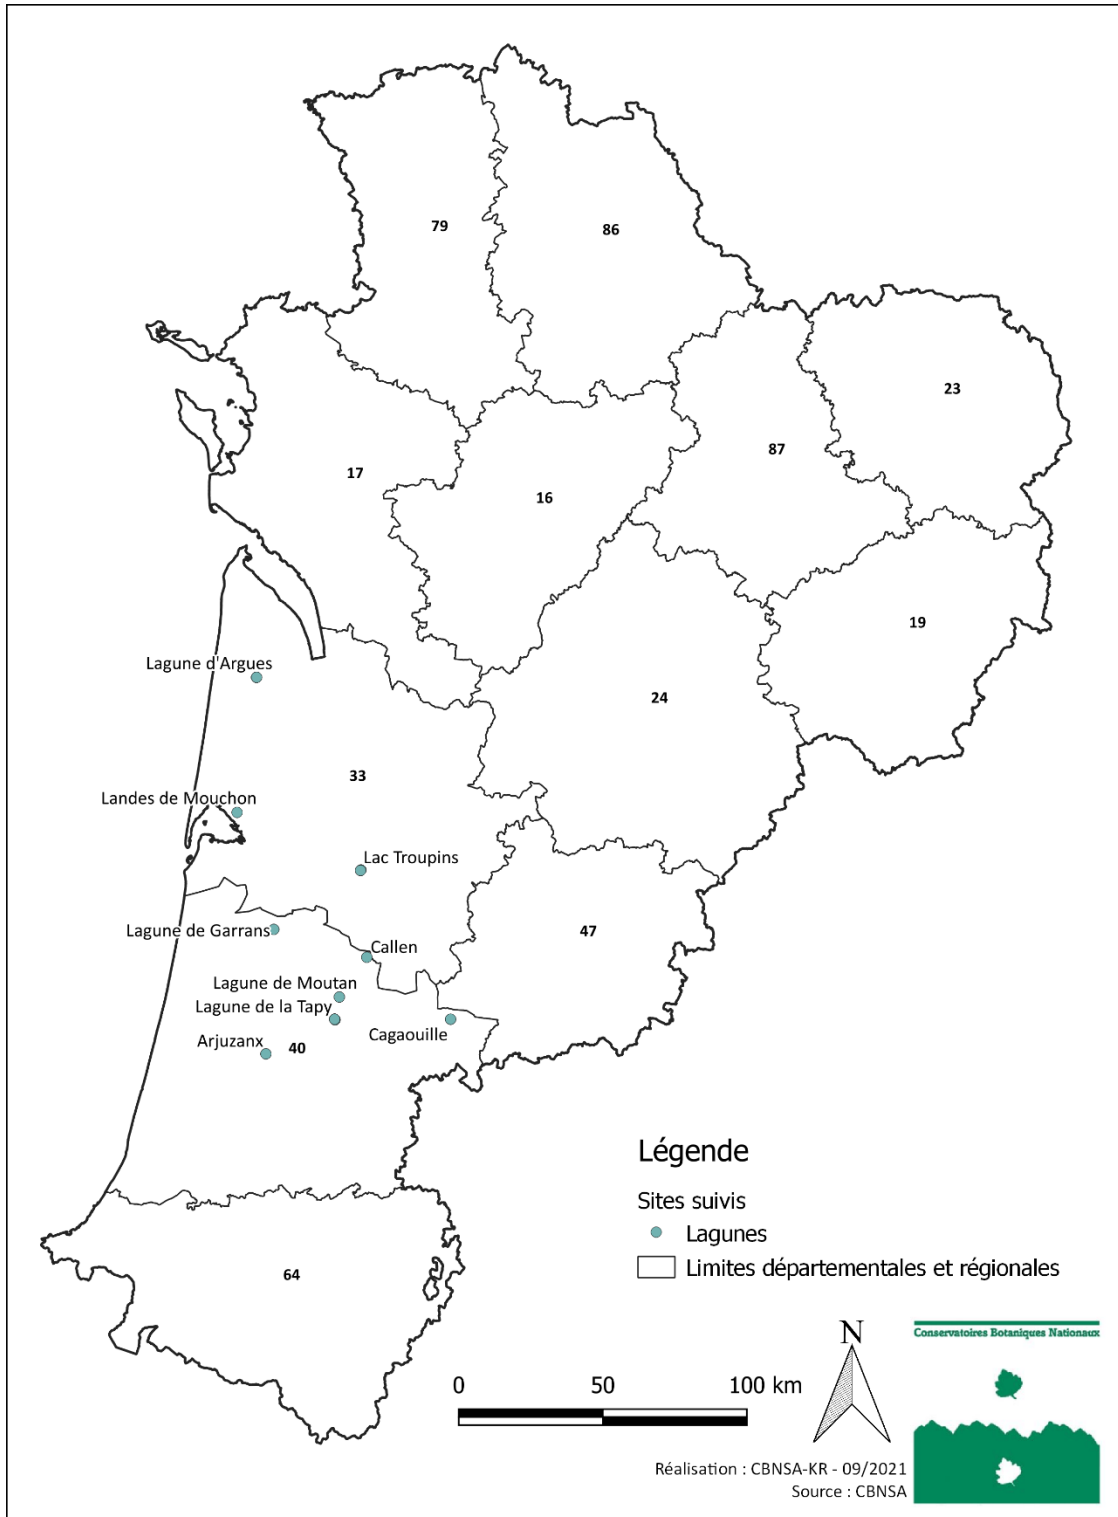 79
86
23
87
17
16
19
Lagune d'Argues
24
33
Landes de Mouchon
Lac Troupins
Lagune de Garrans
47
Callen
Lagune de Moutan
Lagune de la Tapy
Cagaouille
Arjuzanx
40
64
Légende
Sites suivis
Lagunes
Limites départementales et régionales
N
Conservatoires Botaniques Nationaux
0 50 100 km
Réalisation : CBNSA-KR - 09/2021
Source : CBNSA